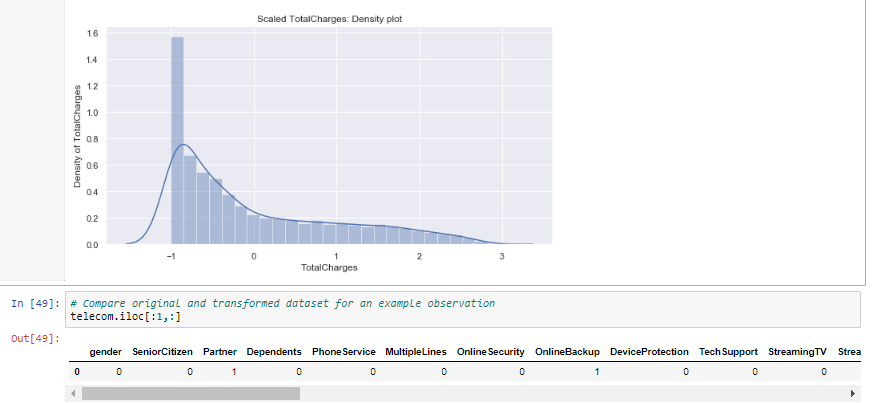 Scaled TotalCharges: Density plot
1.6
1.4
1.2
1.0
0.8
0.6
0.4
0.2
0.0
Density of TotalCharges
−1 0 1 2 3
TotalCharges
In [49]: # Compare original and transformed dataset for an example observation
telecom.iloc[:1,:]
Out[49]:
gender SeniorCitizen Partner Dependents PhoneService MultipleLines OnlineSecurity OnlineBackup DeviceProtection TechSupport StreamingTV Strea
0 0 0 1 0 0 0 0 1 0 0 0